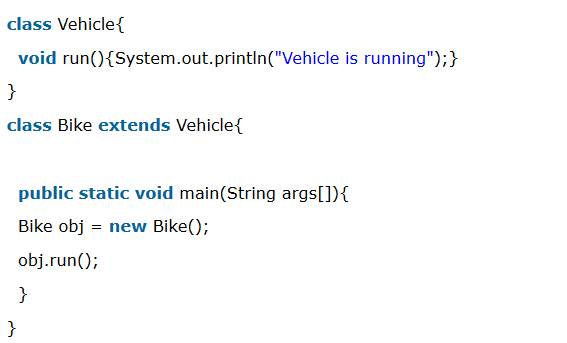 class Vehicle{
void run(){System.out.println("Vehicle is running");}
}
class Bike extends Vehicle{
public static void main(String args[]){
Bike obj = new Bike();
obj.run();
}
}